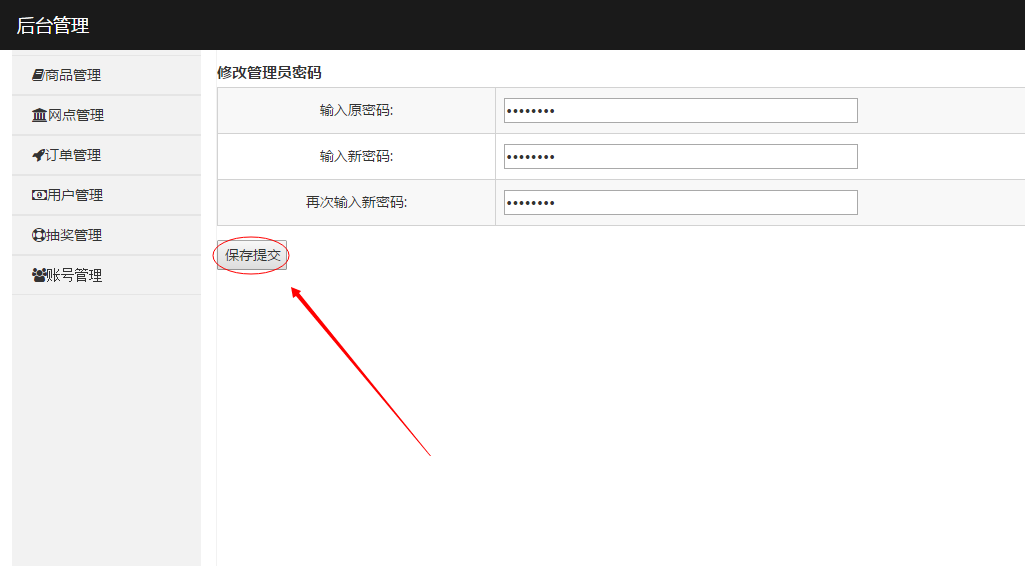 后台管理
商品管理
网点管理
订单管理
用户管理
抽奖管理
账号管理
修改管理员密码
输入原密码: ••••••••
输入新密码: ••••••••
再次输入新密码: ••••••••
保存提交